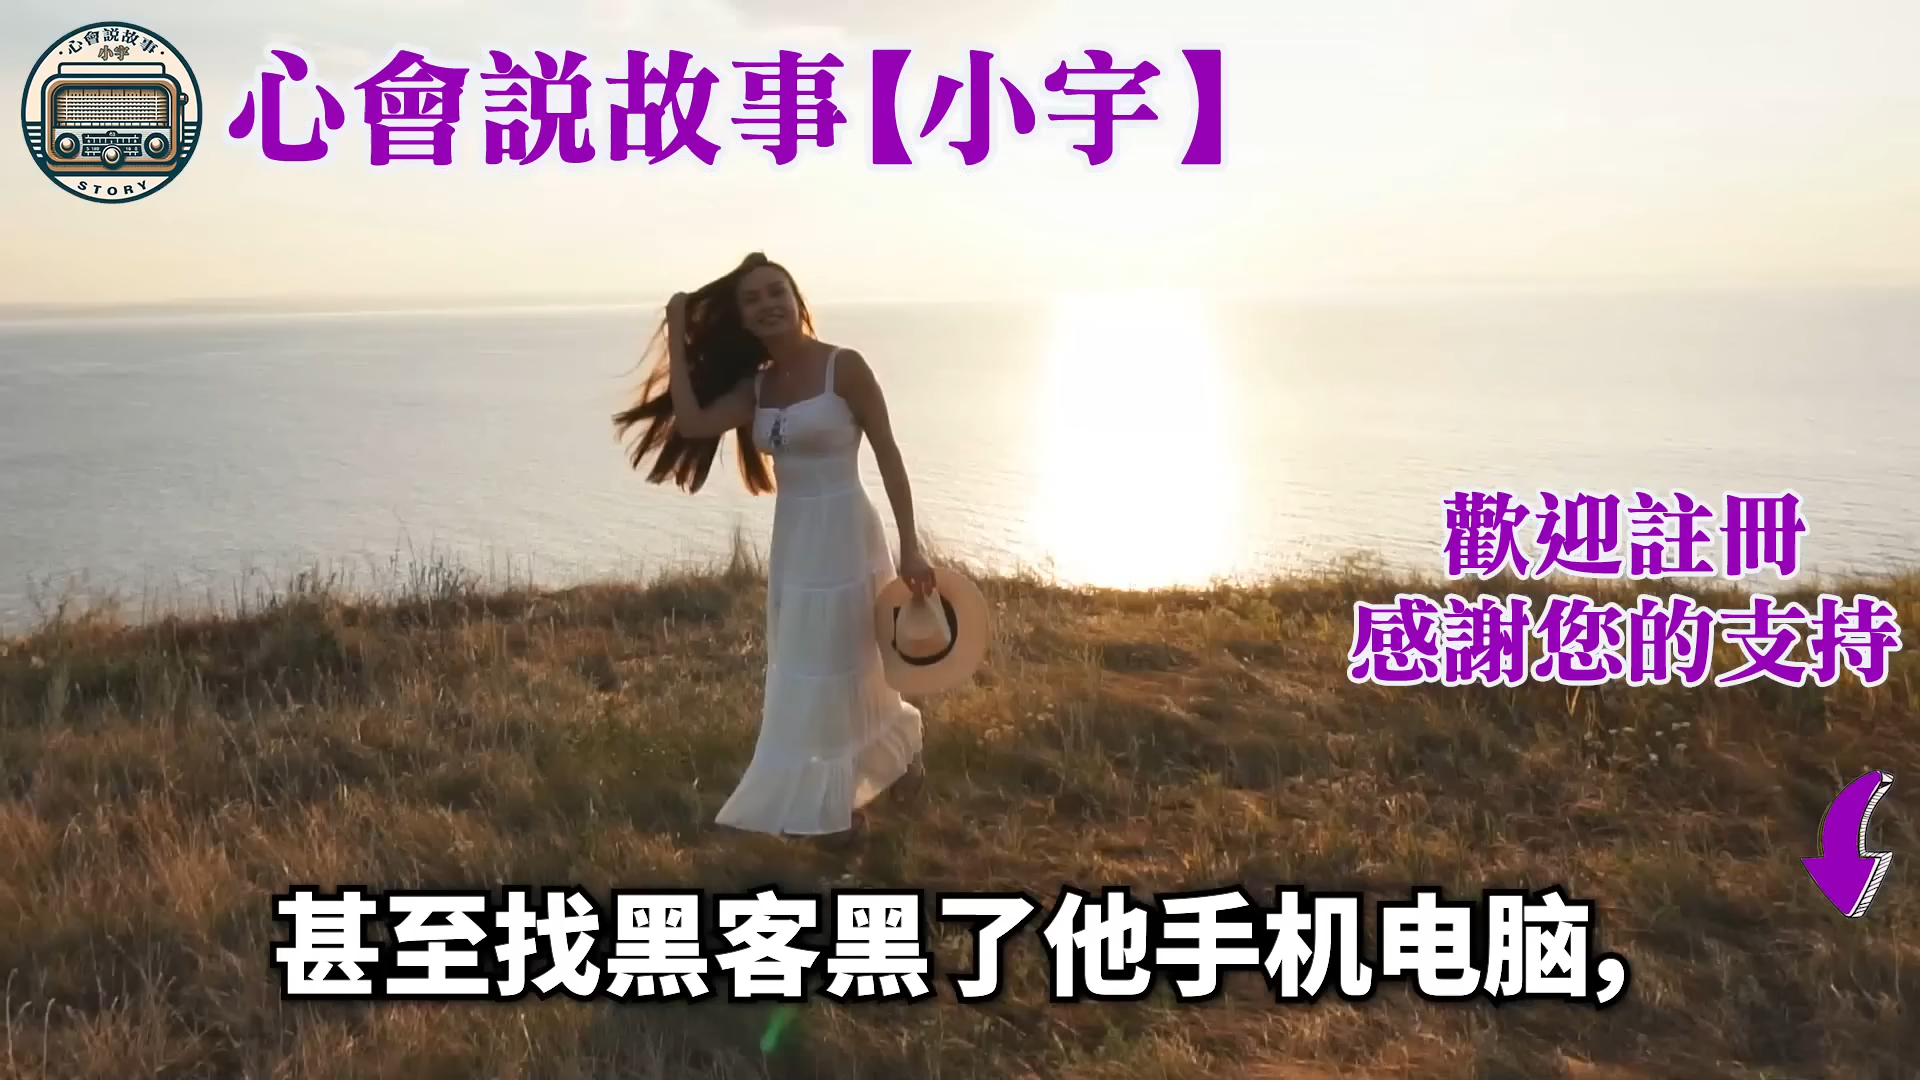 ·心會説故事·
小宇
STORY
心會説故事【小宇】
歡迎註冊
感謝您的支持
甚至找黑客黑了他手机电脑,